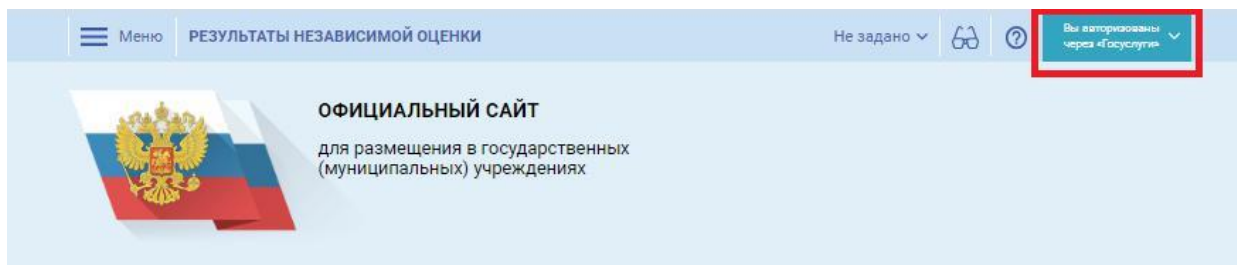 Меню
РЕЗУЛЬТАТЫ НЕЗАВИСИМОЙ ОЦЕНКИ
Не задано
Вы авторизованы
через «Госуслуги»
ОФИЦИАЛЬНЫЙ САЙТ
для размещения в государственных
(муниципальных) учреждениях